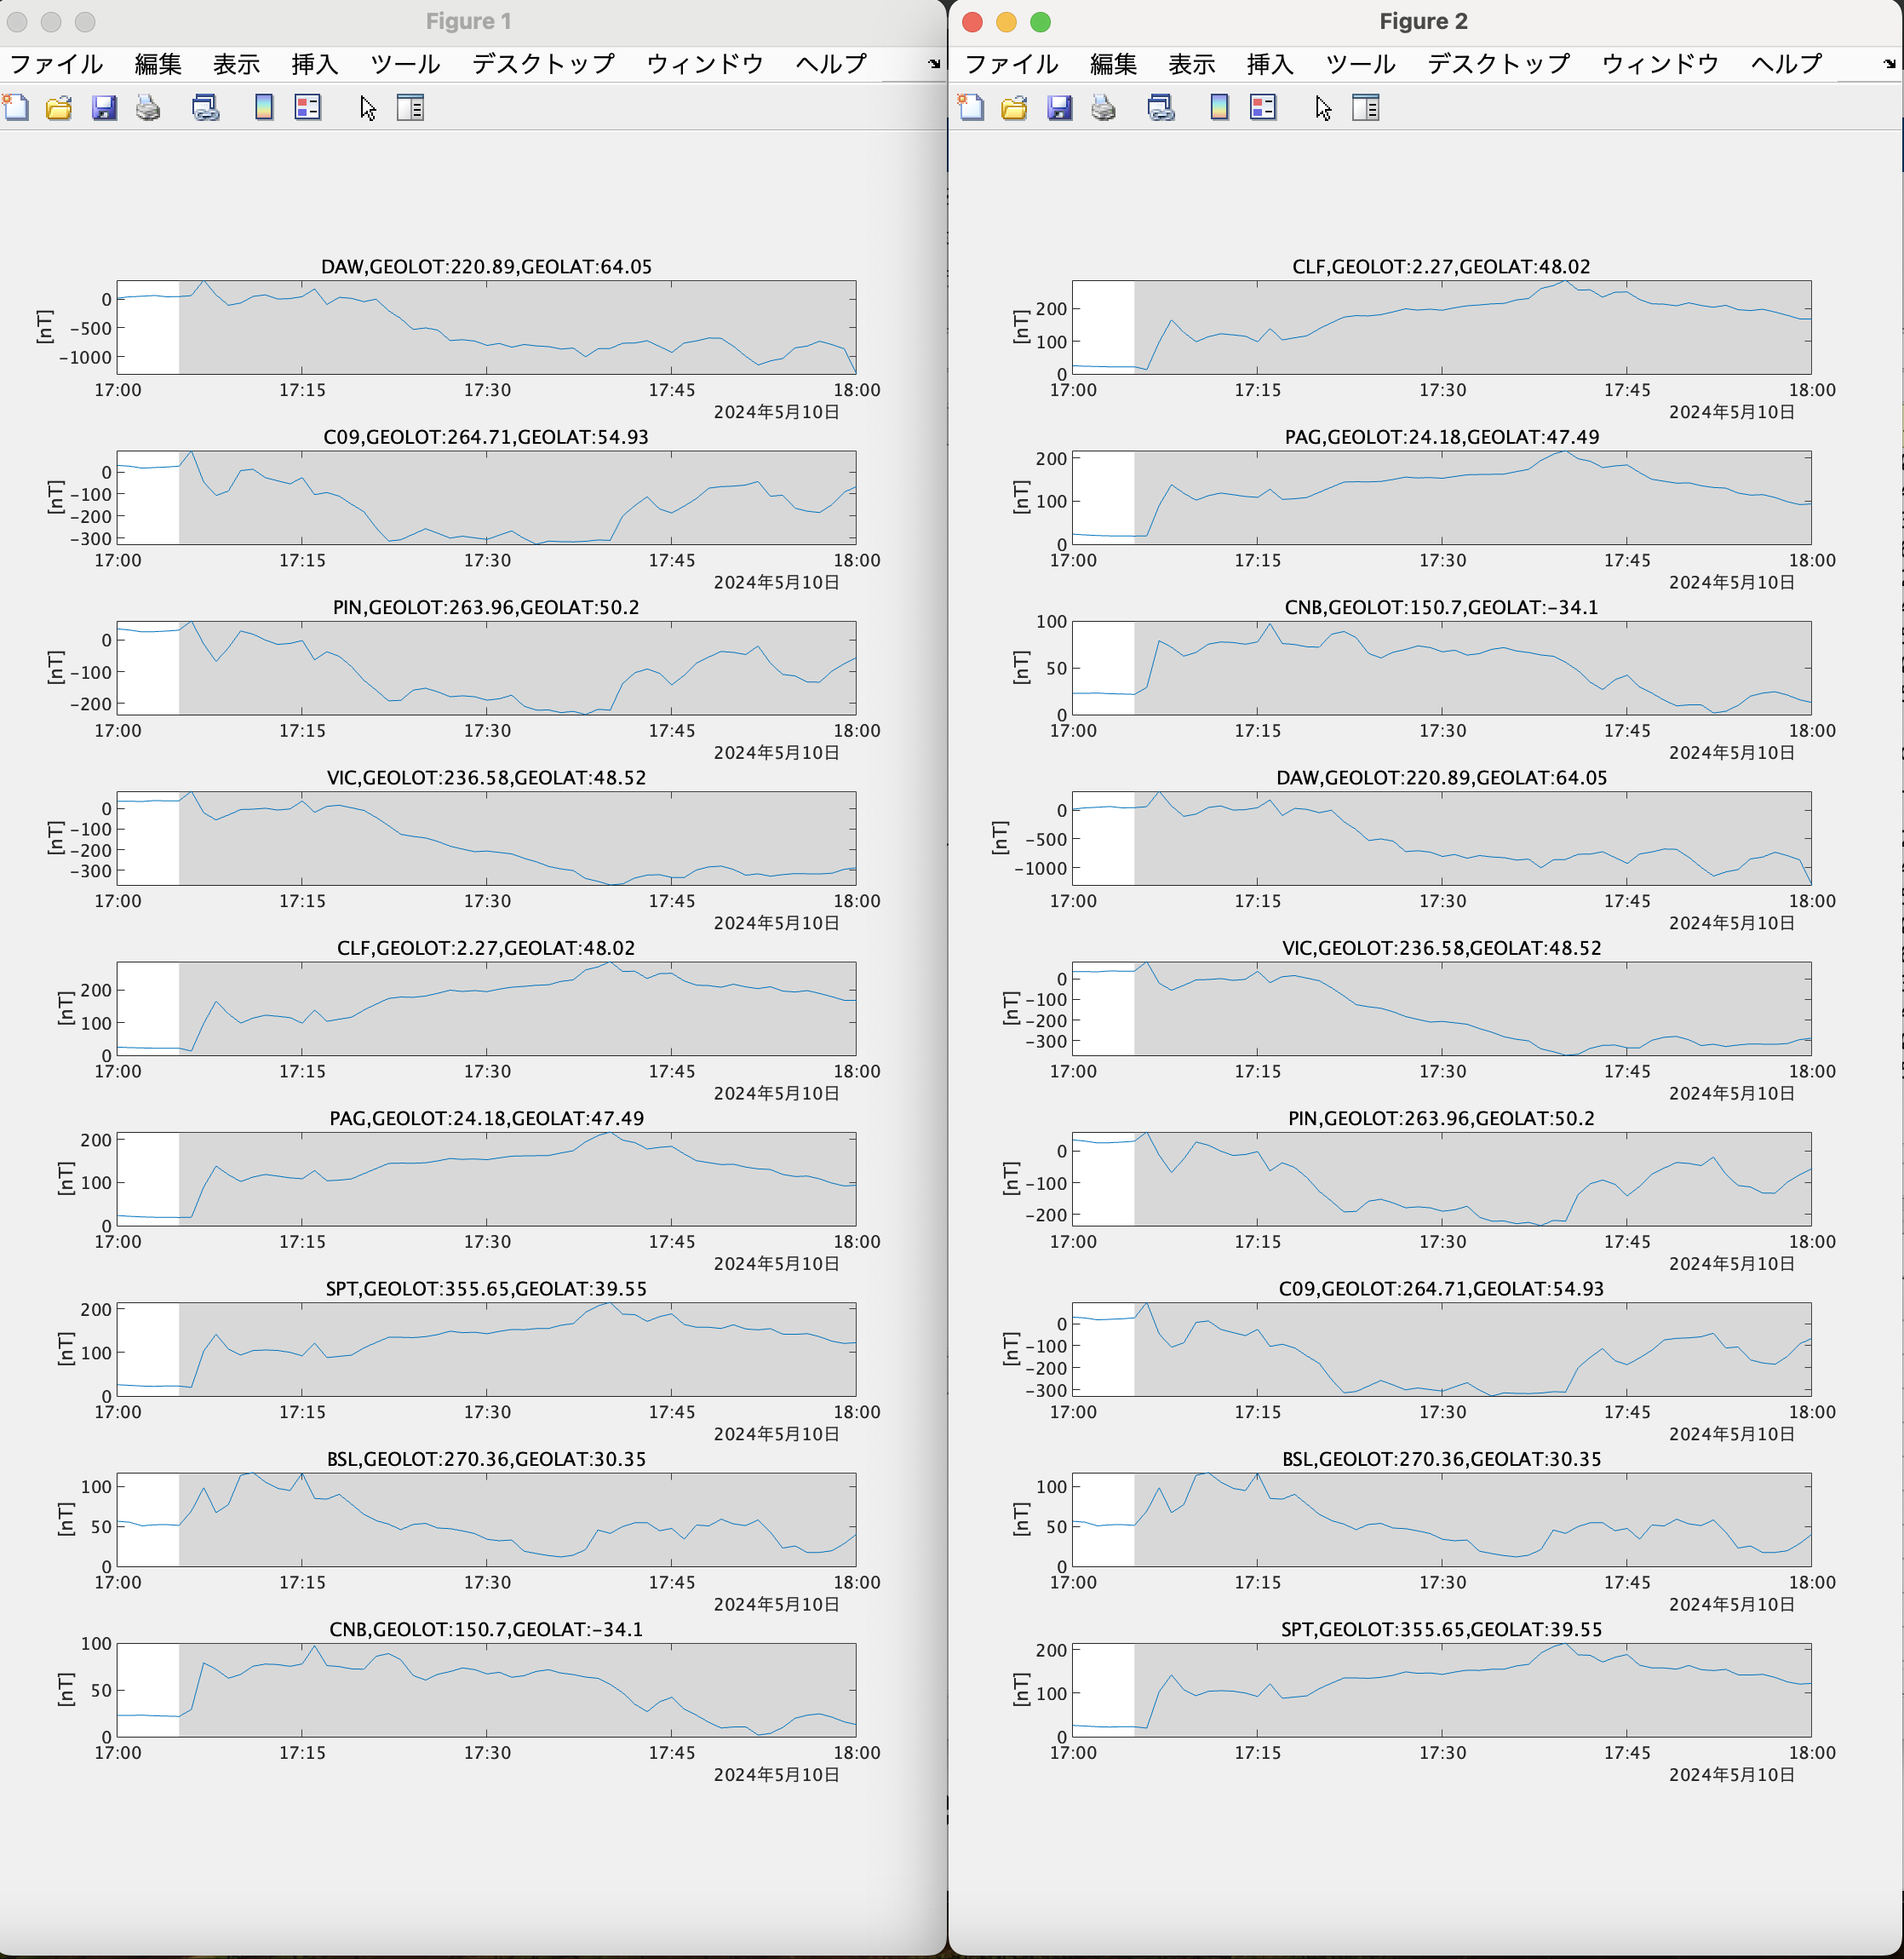 Figure 1
ファイル 編集 表示 挿入 ツール デスクトップ ウィンドウ ヘルプ
DAW,GEOLOT:220.89,GEOLAT:64.05
[nT]
0
-500
-1000
17:00 17:15 17:30 17:45 18:00
2024年5月10日
C09,GEOLOT:264.71,GEOLAT:54.93
[nT]
0
-100
-200
-300
17:00 17:15 17:30 17:45 18:00
2024年5月10日
PIN,GEOLOT:263.96,GEOLAT:50.2
[nT]
0
-100
-200
17:00 17:15 17:30 17:45 18:00
2024年5月10日
VIC,GEOLOT:236.58,GEOLAT:48.52
[nT]
0
-100
-200
-300
17:00 17:15 17:30 17:45 18:00
2024年5月10日
CLF,GEOLOT:2.27,GEOLAT:48.02
[nT]
200
100
0
17:00 17:15 17:30 17:45 18:00
2024年5月10日
PAG,GEOLOT:24.18,GEOLAT:47.49
[nT]
200
100
0
17:00 17:15 17:30 17:45 18:00
2024年5月10日
SPT,GEOLOT:355.65,GEOLAT:39.55
[nT]
200
100
0
17:00 17:15 17:30 17:45 18:00
2024年5月10日
BSL,GEOLOT:270.36,GEOLAT:30.35
[nT]
100
50
0
17:00 17:15 17:30 17:45 18:00
2024年5月10日
CNB,GEOLOT:150.7,GEOLAT:-34.1
[nT]
100
50
0
17:00 17:15 17:30 17:45 18:00
2024年5月10日
Figure 2
ファイル 編集 表示 挿入 ツール デスクトップ ウィンドウ ヘルプ
CLF,GEOLOT:2.27,GEOLAT:48.02
[nT]
200
100
0
17:00 17:15 17:30 17:45 18:00
2024年5月10日
PAG,GEOLOT:24.18,GEOLAT:47.49
[nT]
200
100
0
17:00 17:15 17:30 17:45 18:00
2024年5月10日
CNB,GEOLOT:150.7,GEOLAT:-34.1
[nT]
100
50
0
17:00 17:15 17:30 17:45 18:00
2024年5月10日
DAW,GEOLOT:220.89,GEOLAT:64.05
[nT]
0
-500
-1000
17:00 17:15 17:30 17:45 18:00
2024年5月10日
VIC,GEOLOT:236.58,GEOLAT:48.52
[nT]
0
-100
-200
-300
17:00 17:15 17:30 17:45 18:00
2024年5月10日
PIN,GEOLOT:263.96,GEOLAT:50.2
[nT]
0
-100
-200
17:00 17:15 17:30 17:45 18:00
2024年5月10日
C09,GEOLOT:264.71,GEOLAT:54.93
[nT]
0
-100
-200
-300
17:00 17:15 17:30 17:45 18:00
2024年5月10日
BSL,GEOLOT:270.36,GEOLAT:30.35
[nT]
100
50
0
17:00 17:15 17:30 17:45 18:00
2024年5月10日
SPT,GEOLOT:355.65,GEOLAT:39.55
[nT]
200
100
0
17:00 17:15 17:30 17:45 18:00
2024年5月10日